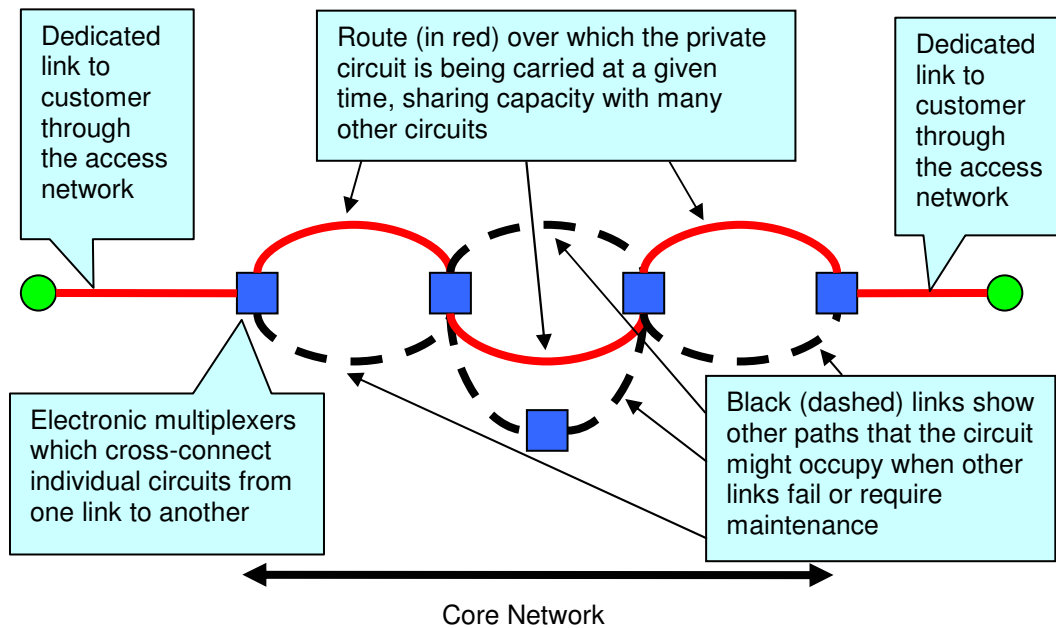 Dedicated
link to
customer
through
the access
network
Route (in red) over which the private
circuit is being carried at a given
time, sharing capacity with many
other circuits
Dedicated
link to
customer
through
the access
network
Electronic multiplexers
which cross-connect
individual circuits from
one link to another
Black (dashed) links show
other paths that the circuit
might occupy when other
links fail or require
maintenance
Core Network